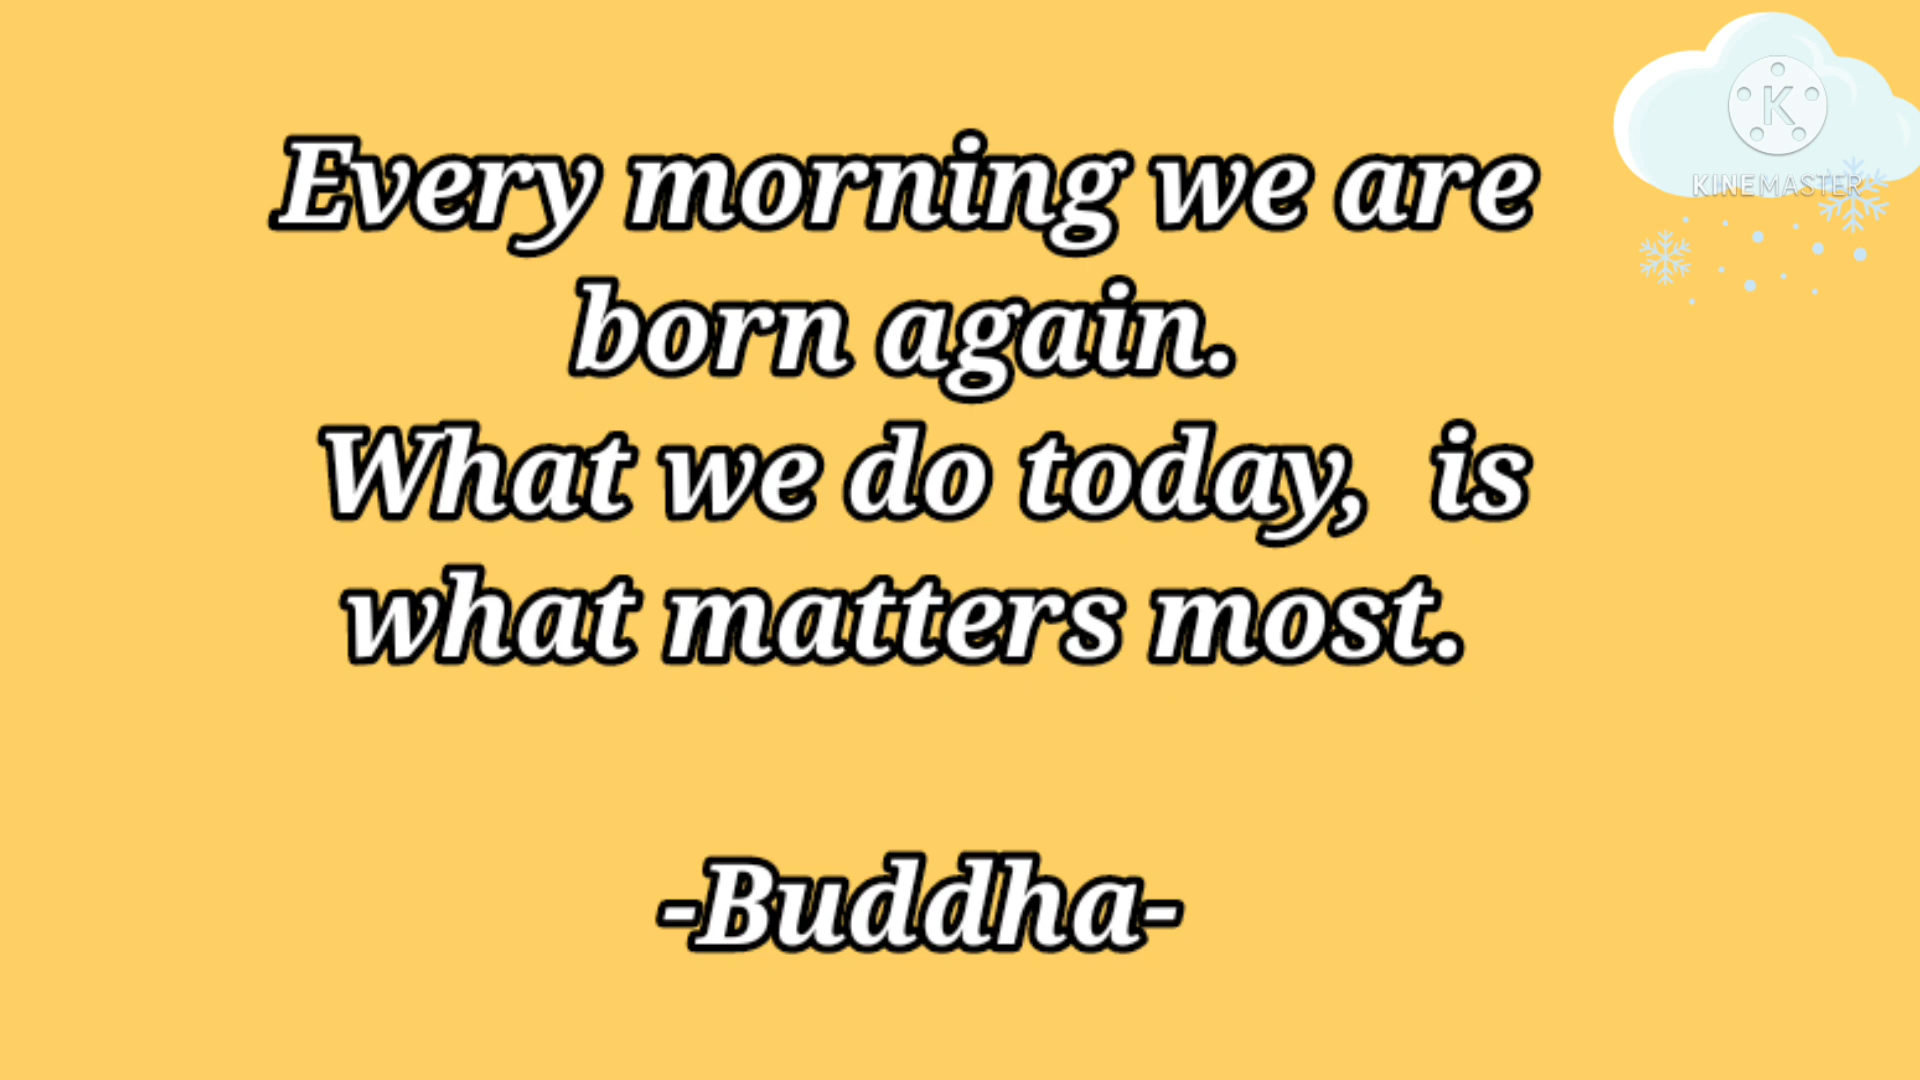 Every morning we are
born again.
What we do today,  is
what matters most.
-Buddha-
K
KINEMASTER